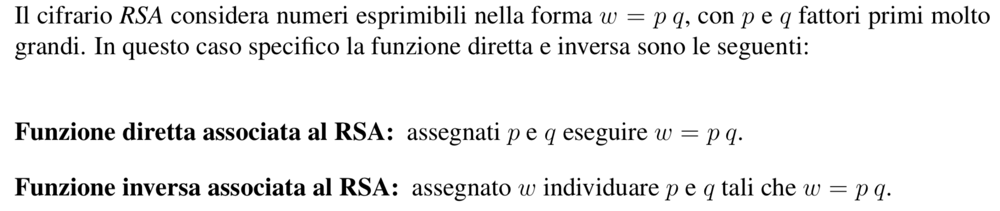 Il cifrario RSA considera numeri esprimibili nella forma w = p q, con p e q fattori primi molto
grandi. In questo caso specifico la funzione diretta e inversa sono le seguenti:
Funzione diretta associata al RSA: assegnati p e q eseguire w = p q.
Funzione inversa associata al RSA: assegnato w individuare p e q tali che w = p q.